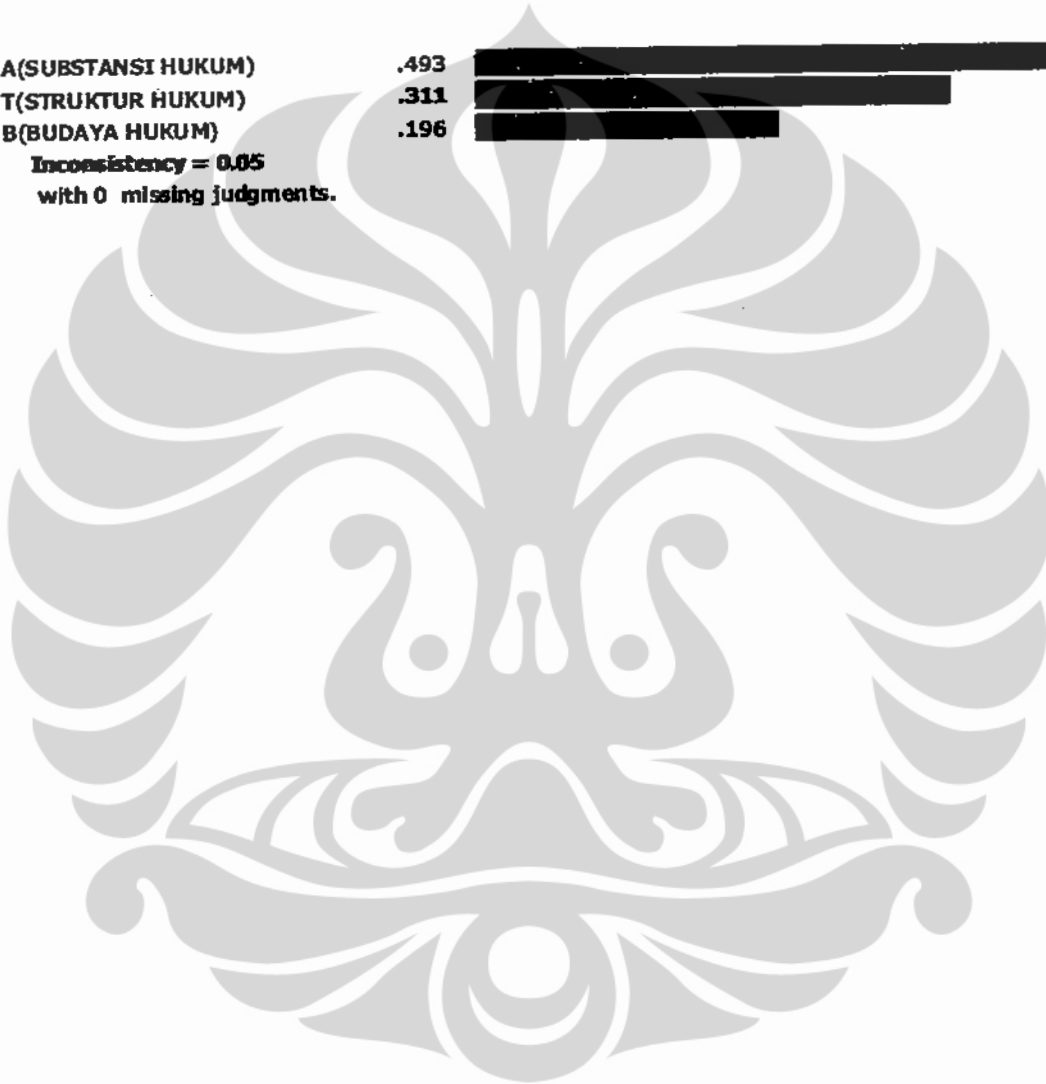 A(SUBSTANSI HUKUM) .493
T(STRUKTUR HUKUM) .311
B(BUDAYA HUKUM) .196
Inconsistency = 0.05
with 0 missing judgments.